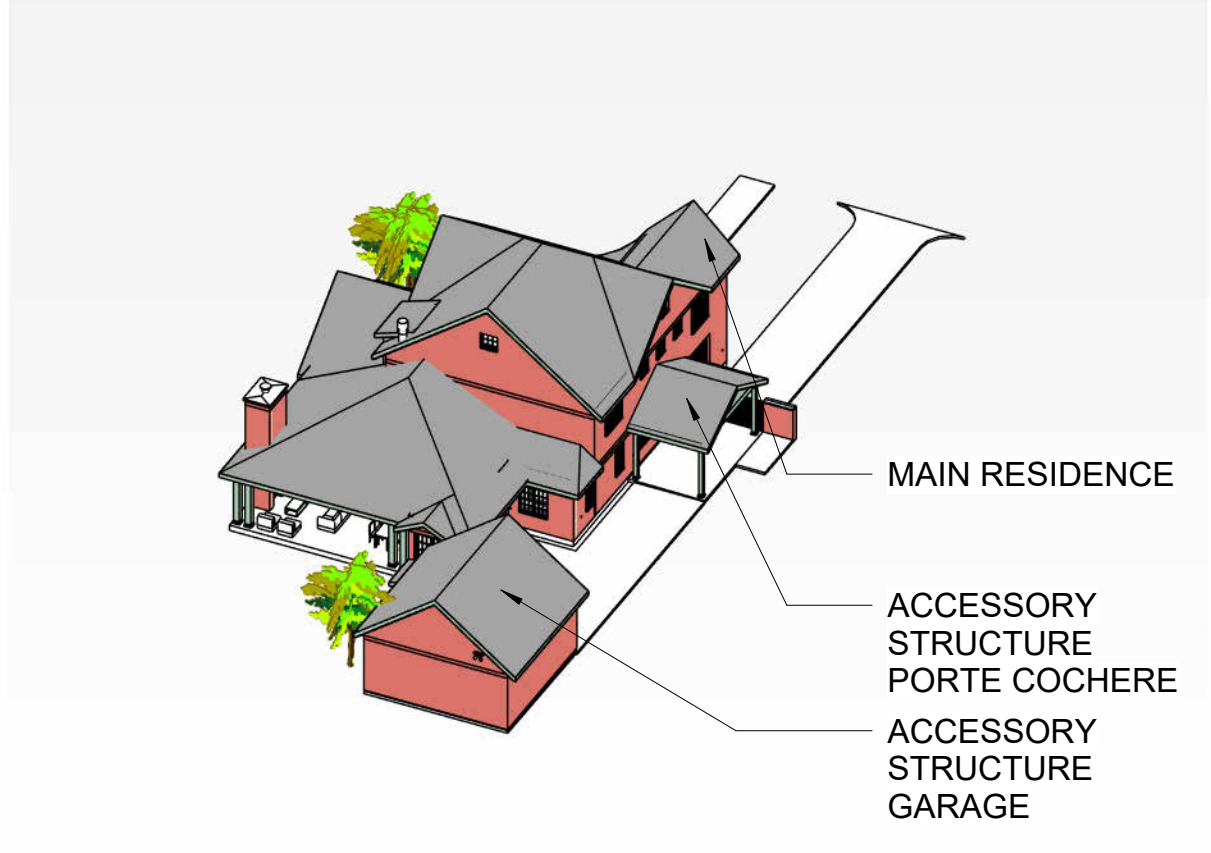 MAIN RESIDENCE
ACCESSORY
STRUCTURE
PORTE COCHERE
ACCESSORY
STRUCTURE
GARAGE